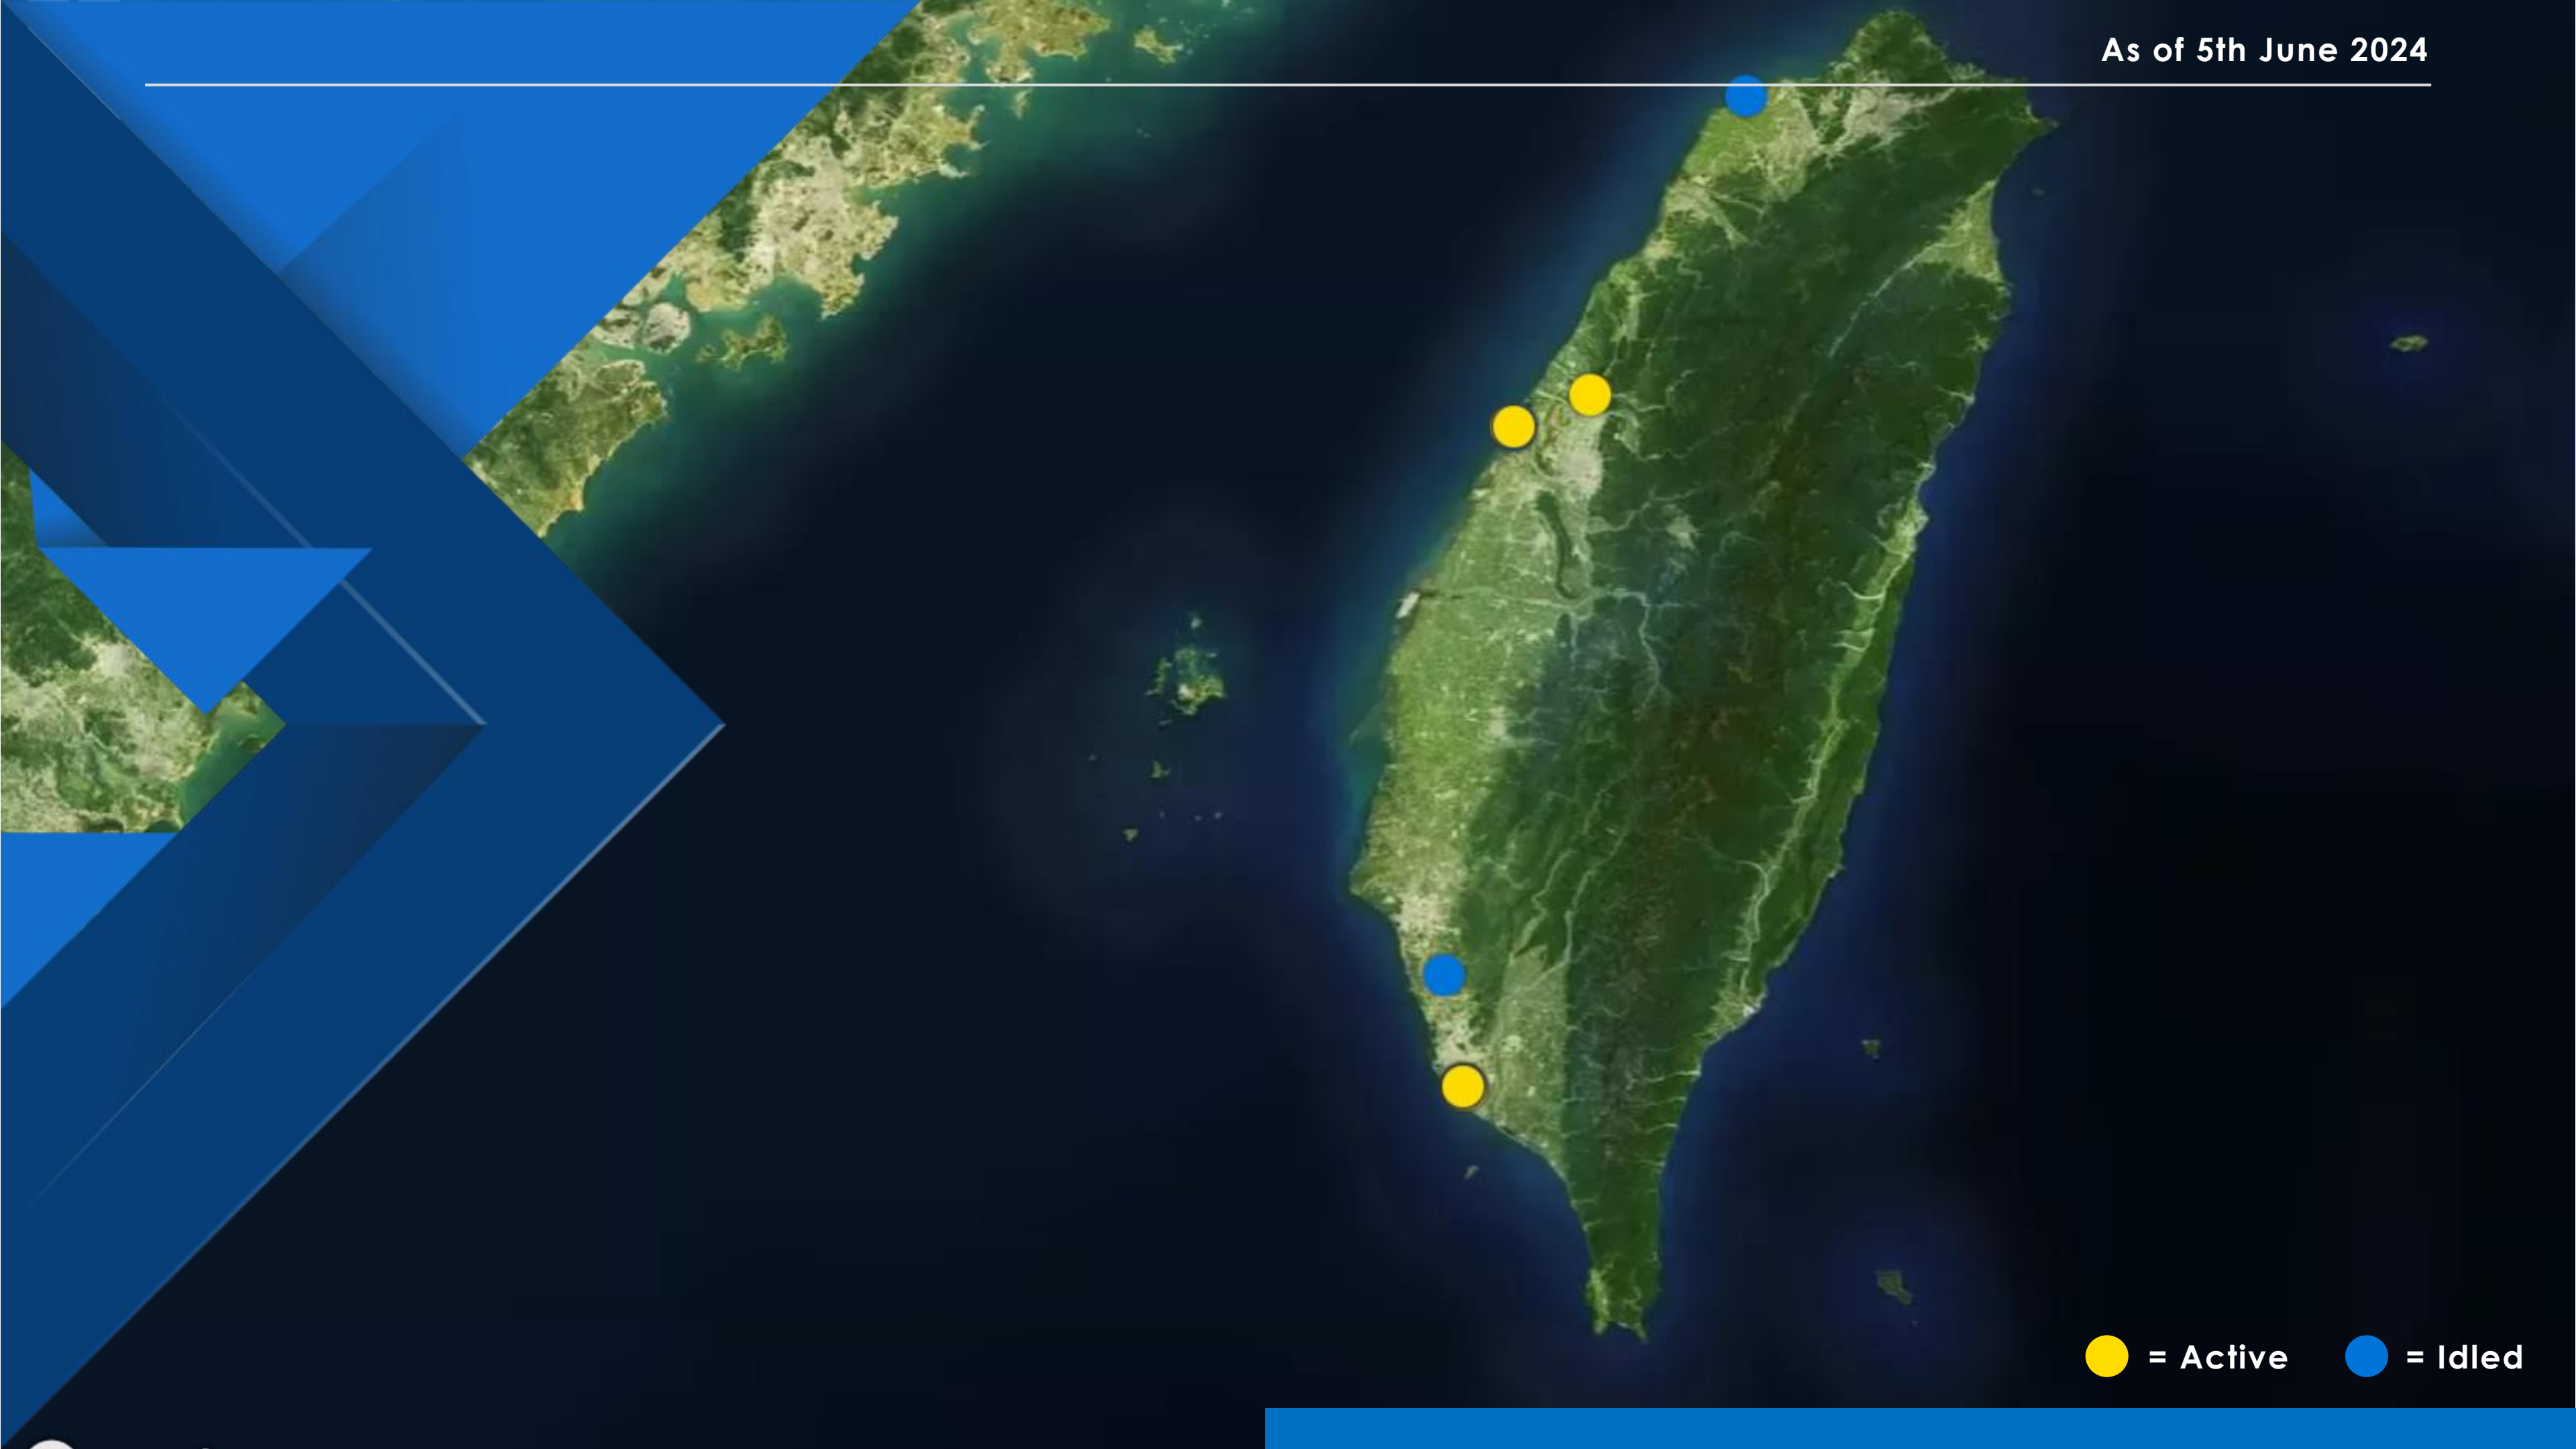 As of 5th June 2024
= Active
= Idled